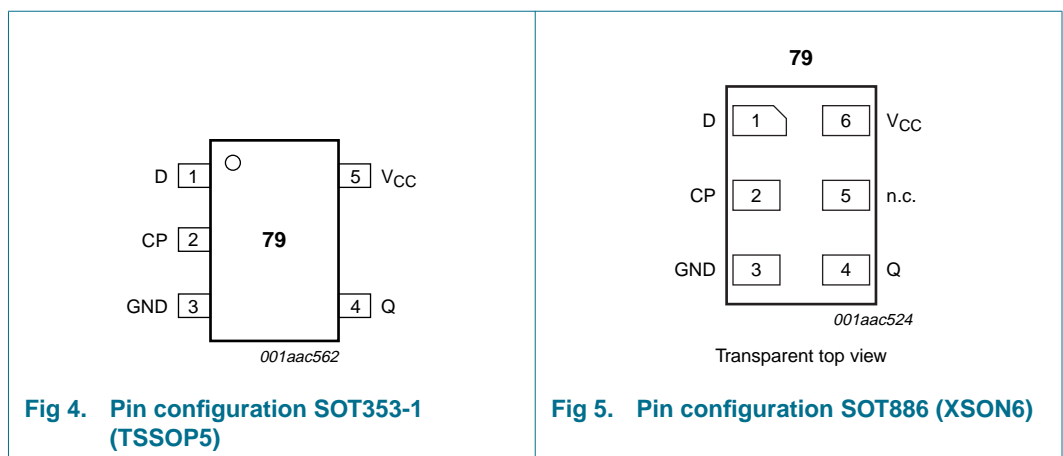 D 1 5 VCC
CP 2 79
GND 3 4 Q
001aac562
Fig 4. Pin configuration SOT353-1
(TSSOP5)
79
D 1 6 VCC
CP 2 5 n.c.
GND 3 4 Q
001aac524
Transparent top view
Fig 5. Pin configuration SOT886 (XSON6)